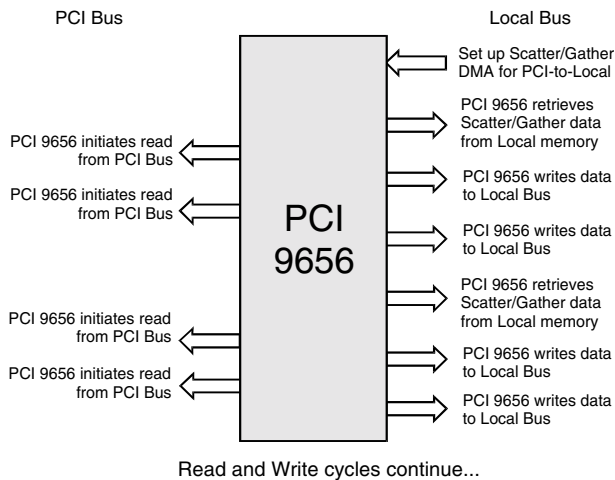 PCI Bus
Local Bus
Set up Scatter/Gather
DMA for PCI-to-Local
PCI 9656 retrieves
Scatter/Gather data
from Local memory
PCI 9656 initiates read
from PCI Bus
PCI 9656 writes data
to Local Bus
PCI 9656 initiates read
from PCI Bus
PCI
9656
PCI 9656 writes data
to Local Bus
PCI 9656 retrieves
Scatter/Gather data
from Local memory
PCI 9656 initiates read
from PCI Bus
PCI 9656 writes data
to Local Bus
PCI 9656 initiates read
from PCI Bus
PCI 9656 writes data
to Local Bus
Read and Write cycles continue...